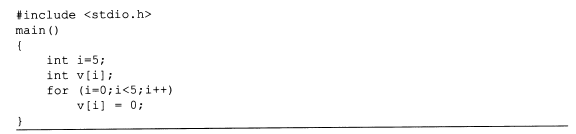 #include <stdio.h>
main()
{
    int i=5;
    int v[i];
    for (i=0;i<5;i++)
        v[i] = 0;
}